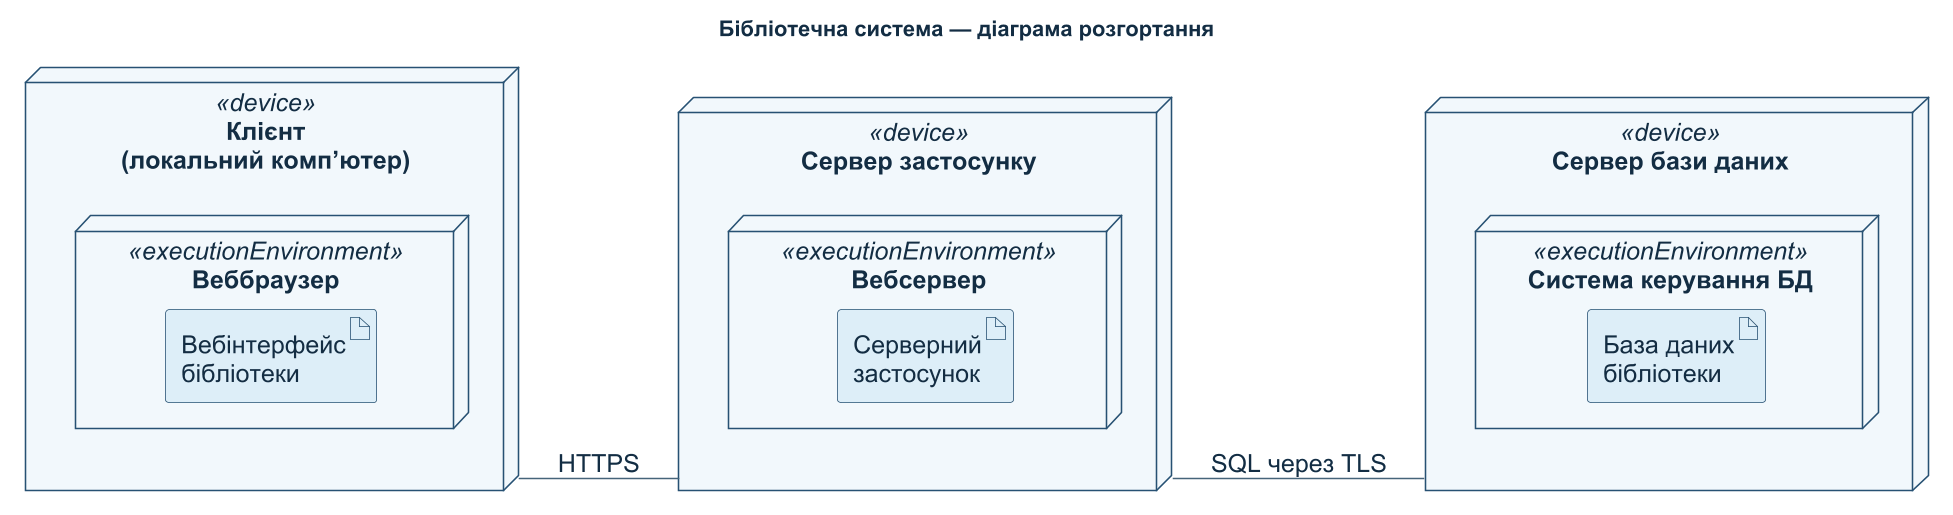 Бібліотечна система — діаграма розгортання
«device»
Клієнт
(локальний комп’ютер)
«executionEnvironment»
Веббраузер
Вебінтерфейс
бібліотеки
HTTPS
«device»
Сервер застосунку
«executionEnvironment»
Вебсервер
Серверний
застосунок
SQL через TLS
«device»
Сервер бази даних
«executionEnvironment»
Система керування БД
База даних
бібліотеки